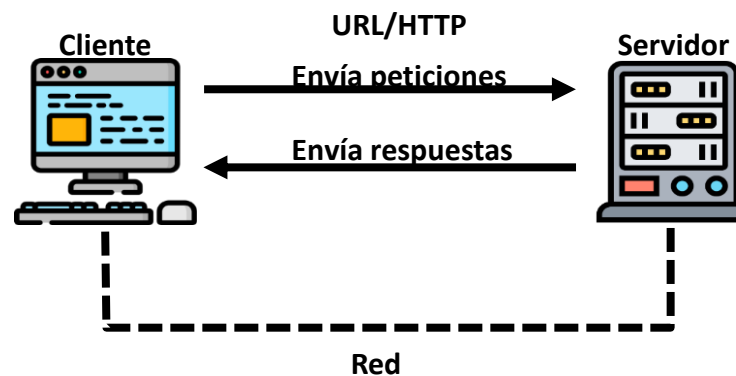 URL/HTTP
Cliente
Servidor
Envía peticiones
Envía respuestas
Red